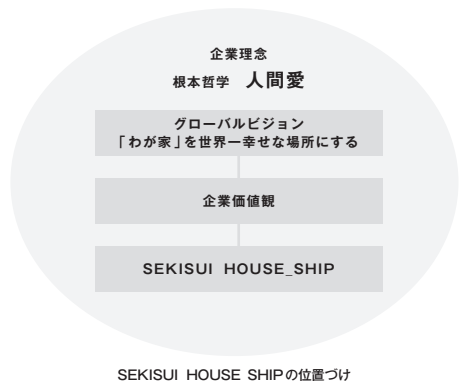 企業理念
根本哲学 人間愛
グローバルビジョン
「わが家」を世界一幸せな場所にする
企業価値観
SEKISUI HOUSE_SHIP
SEKISUI HOUSE SHIPの位置づけ